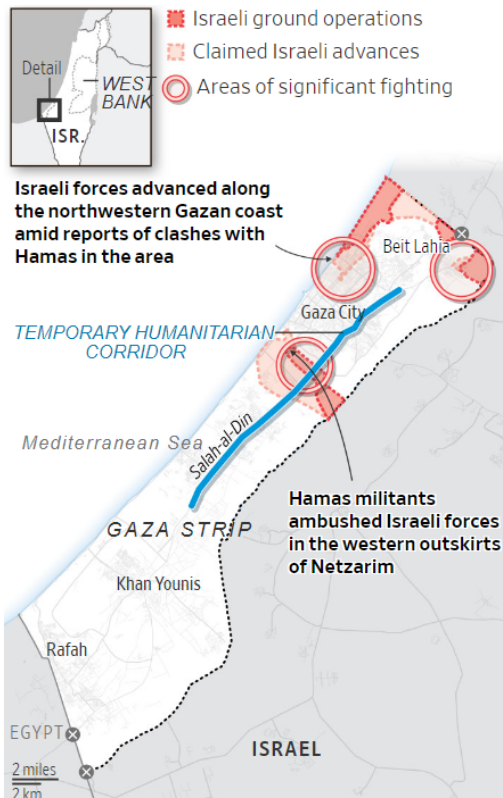 Israeli ground operations
Claimed Israeli advances
Areas of significant fighting
Detail
WEST
BANK
ISR.
Israeli forces advanced along
the northwestern Gazan coast
amid reports of clashes with
Hamas in the area
Beit Lahia
Gaza City
TEMPORARY HUMANITARIAN
CORRIDOR
Mediterranean Sea
Salah-al-Din
Hamas militants
ambushed Israeli forces
in the western outskirts
of Netzarim
GAZA STRIP
Khan Younis
Rafah
EGYPT
ISRAEL
2 miles
2 km